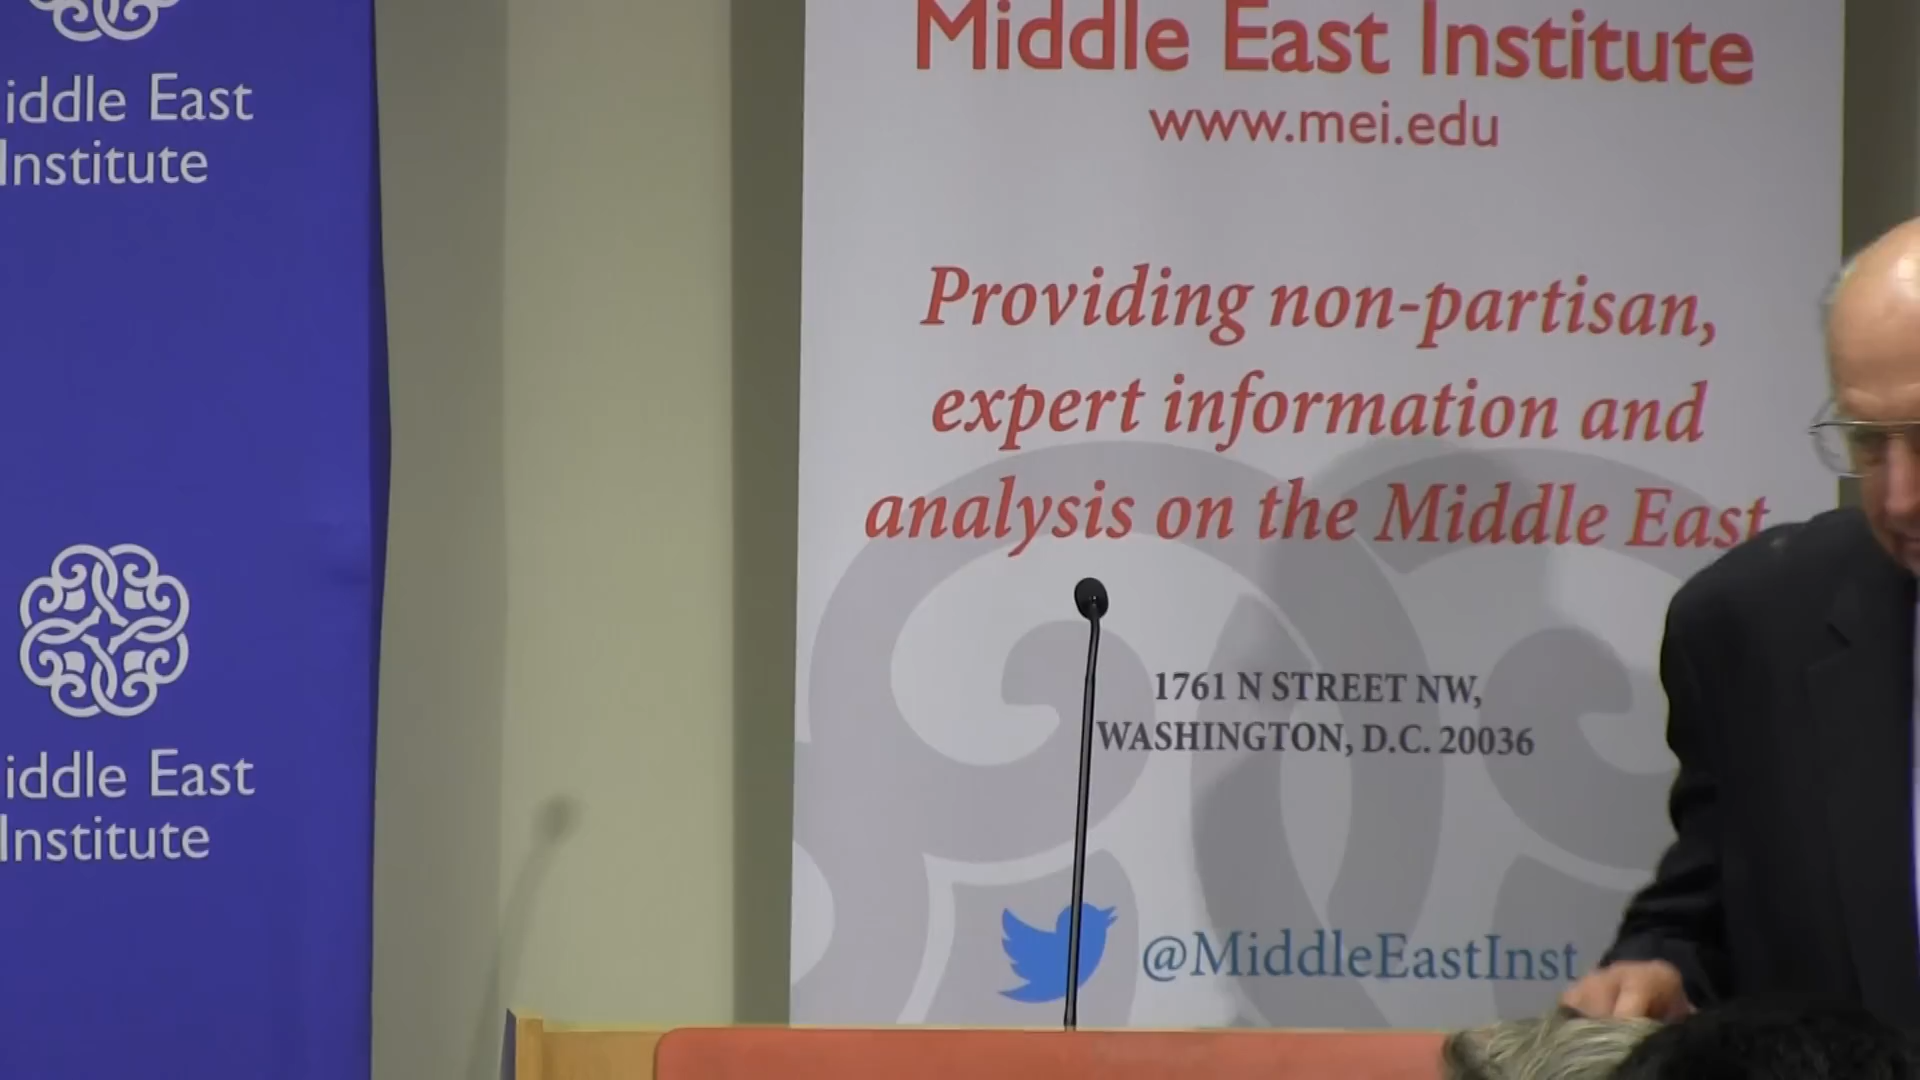 iddle East
Institute
iddle East
Institute
Middle East Institute
www.mei.edu
Providing non-partisan,
expert information and
analysis on the Middle East
1761 N STREET NW,
WASHINGTON, D.C. 20036
@MiddleEastInst